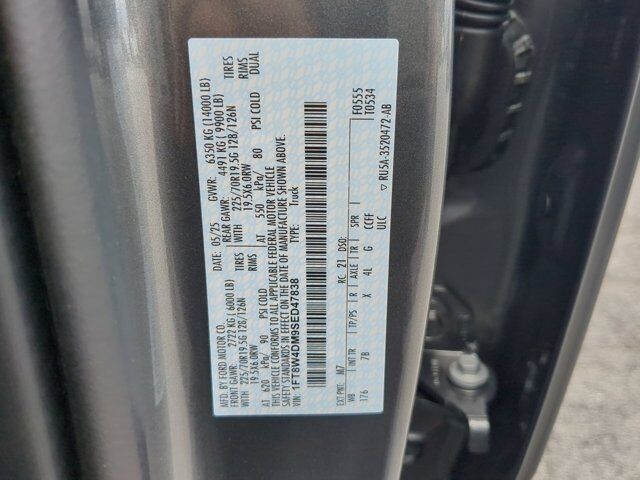 MFD. BY FORD MOTOR CO.
DATE: 05/25 GVWR: 6350 KG (14000 LB)
FRONT GAWR: 2722 KG (6000 LB) REAR GAWR: 4491 KG (9900 LB)
WITH 225/70R19.5G 128/126N TIRES WITH 225/70R19.5G 128/126N TIRES
19.5X6.0RW RIMS 19.5X6.0RW RIMS
AT 620 kPa/ 90 PSI COLD AT 550 kPa/ 80 PSI COLD DUAL
THIS VEHICLE CONFORMS TO ALL APPLICABLE FEDERAL MOTOR VEHICLE
SAFETY STANDARDS IN EFFECT ON THE DATE OF MANUFACTURE SHOWN ABOVE.
VIN: 1FT8W4DM9SED47838 TYPE: Truck
F0555
T0534
EXT PNT: M7 RC: 21 DSO:
WB INT TR TP/PS R AXLE TR SPR
176 7B X 4L G CCFF
ULC ▽ RU5A-3520472-AB